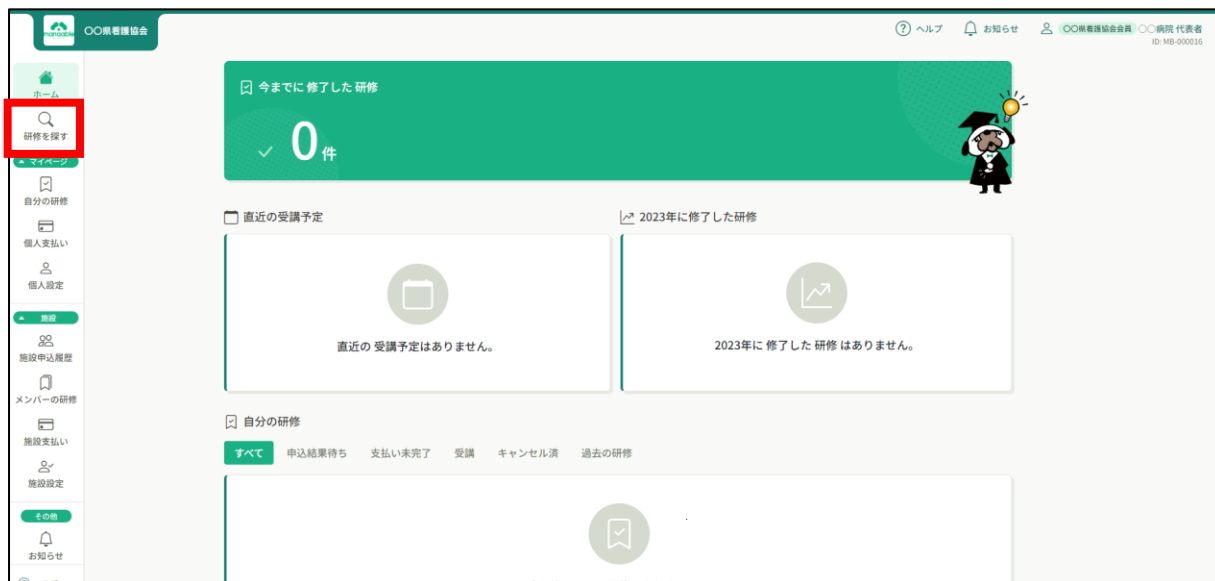 manaable
○○県看護協会
ヘルプ
お知らせ
○○県看護協会会員
○○病院 代表者
ID: MB-000016
ホーム
研修を探す
マイページ
自分の研修
個人支払い
個人設定
施設
施設申込履歴
メンバーの研修
施設支払い
施設設定
その他
お知らせ
今までに 修了した 研修
0件
直近の受講予定
直近の 受講予定はありません。
2023年に修了した研修
2023年に 修了した 研修 はありません。
自分の研修
すべて 申込結果待ち 支払い未完了 受講 キャンセル済 過去の研修